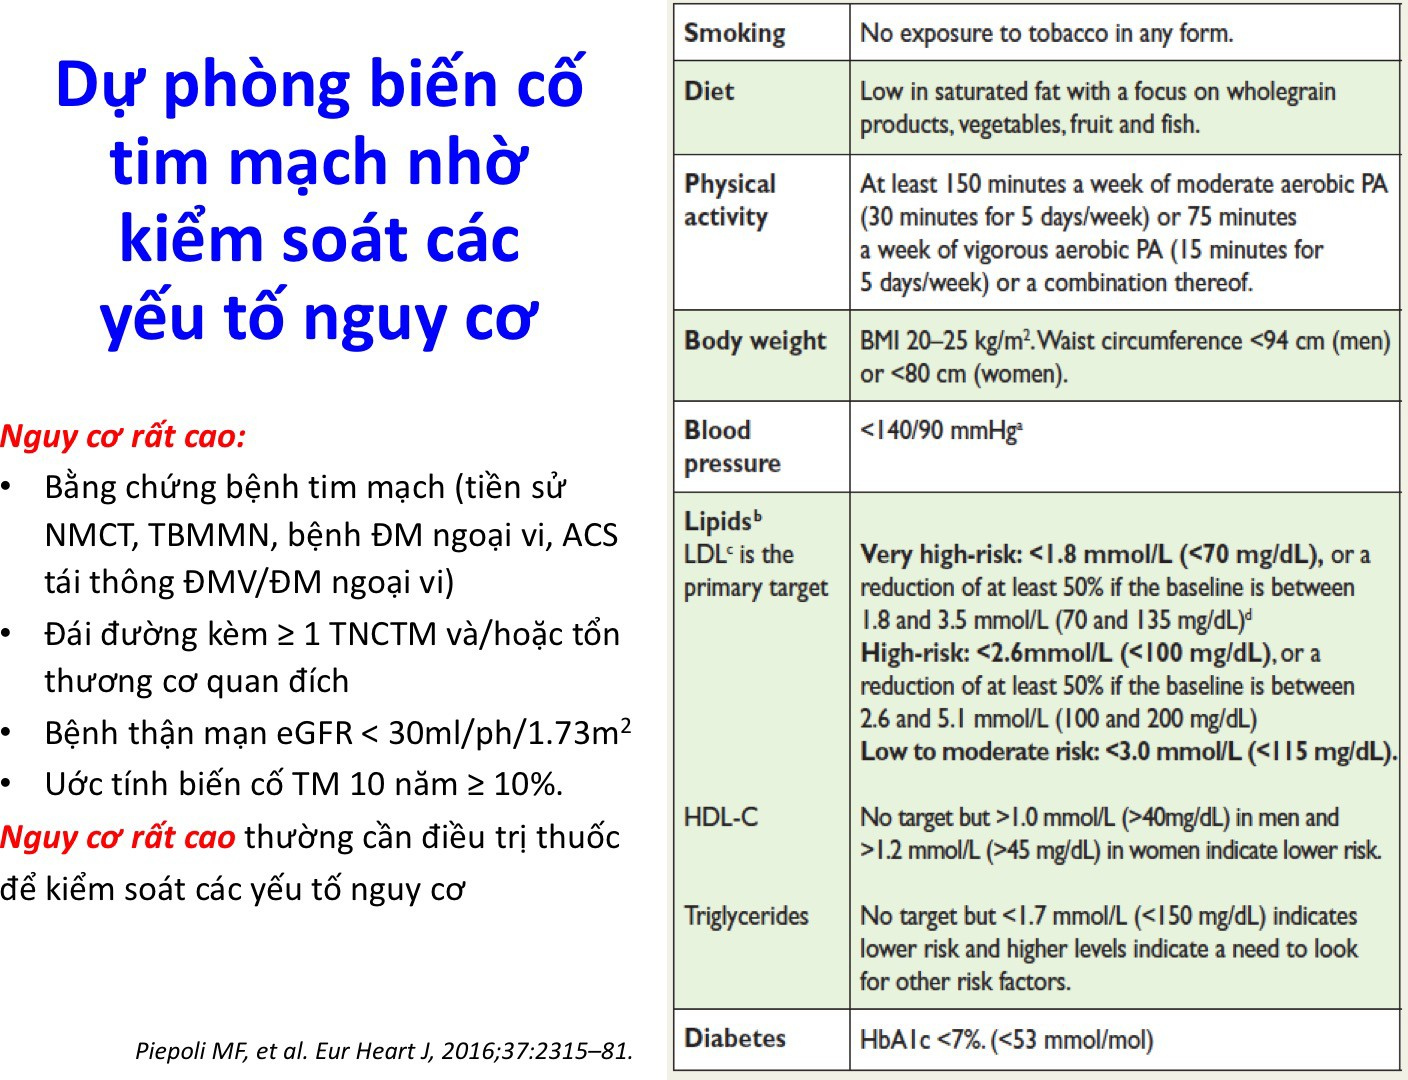 Dự phòng biến cố
tim mạch nhờ
kiểm soát các
yếu tố nguy cơ
Nguy cơ rất cao:
• Bằng chứng bệnh tim mạch (tiền sử
NMCT, TBMMN, bệnh ĐM ngoại vi, ACS
tái thông ĐMV/ĐM ngoại vi)
• Đái đường kèm ≥ 1 TNCTM và/hoặc tổn
thương cơ quan đích
• Bệnh thận mạn eGFR < 30ml/ph/1.73m²
• Uớc tính biến cố TM 10 năm ≥ 10%.
Nguy cơ rất cao thường cần điều trị thuốc
để kiểm soát các yếu tố nguy cơ
Piepoli MF, et al. Eur Heart J, 2016;37:2315–81.
Smoking No exposure to tobacco in any form.
Diet Low in saturated fat with a focus on wholegrain
products, vegetables, fruit and fish.
Physical At least 150 minutes a week of moderate aerobic PA
activity (30 minutes for 5 days/week) or 75 minutes
a week of vigorous aerobic PA (15 minutes for
5 days/week) or a combination thereof.
Body weight BMI 20–25 kg/m². Waist circumference <94 cm (men)
or <80 cm (women).
Blood <140/90 mmHgᵃ
pressure
Lipidsᵇ
LDLᶜ is the Very high-risk: <1.8 mmol/L (<70 mg/dL), or a
primary target reduction of at least 50% if the baseline is between
1.8 and 3.5 mmol/L (70 and 135 mg/dL)ᵈ
High-risk: <2.6mmol/L (<100 mg/dL), or a
reduction of at least 50% if the baseline is between
2.6 and 5.1 mmol/L (100 and 200 mg/dL)
Low to moderate risk: <3.0 mmol/L (<115 mg/dL).
HDL-C No target but >1.0 mmol/L (>40mg/dL) in men and
>1.2 mmol/L (>45 mg/dL) in women indicate lower risk.
Triglycerides No target but <1.7 mmol/L (<150 mg/dL) indicates
lower risk and higher levels indicate a need to look
for other risk factors.
Diabetes HbA1c <7%. (<53 mmol/mol)